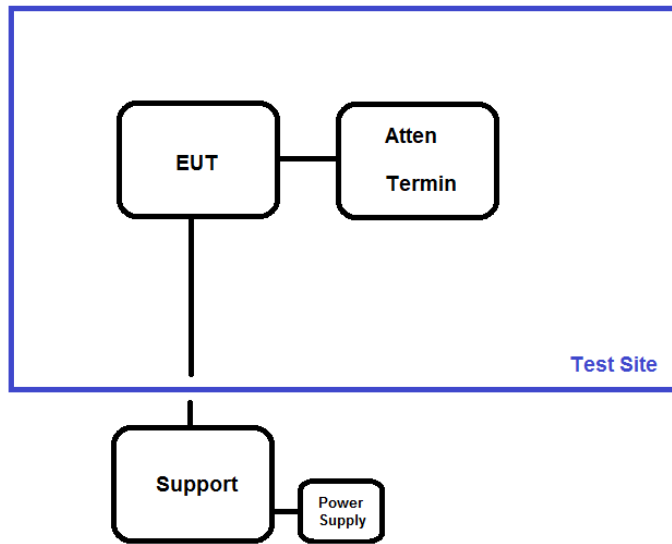 EUT
Atten
Termin
Test Site
Support
Power
Supply